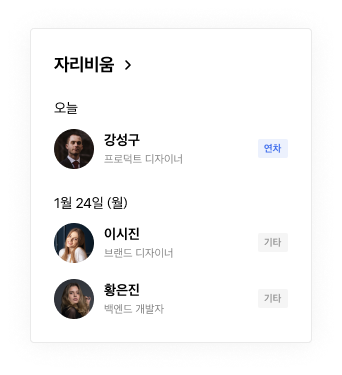 자리비움 >
오늘
강성구
프로덕트 디자이너
연차
1월 24일 (월)
이시진
브랜드 디자이너
기타
황은진
백엔드 개발자
기타